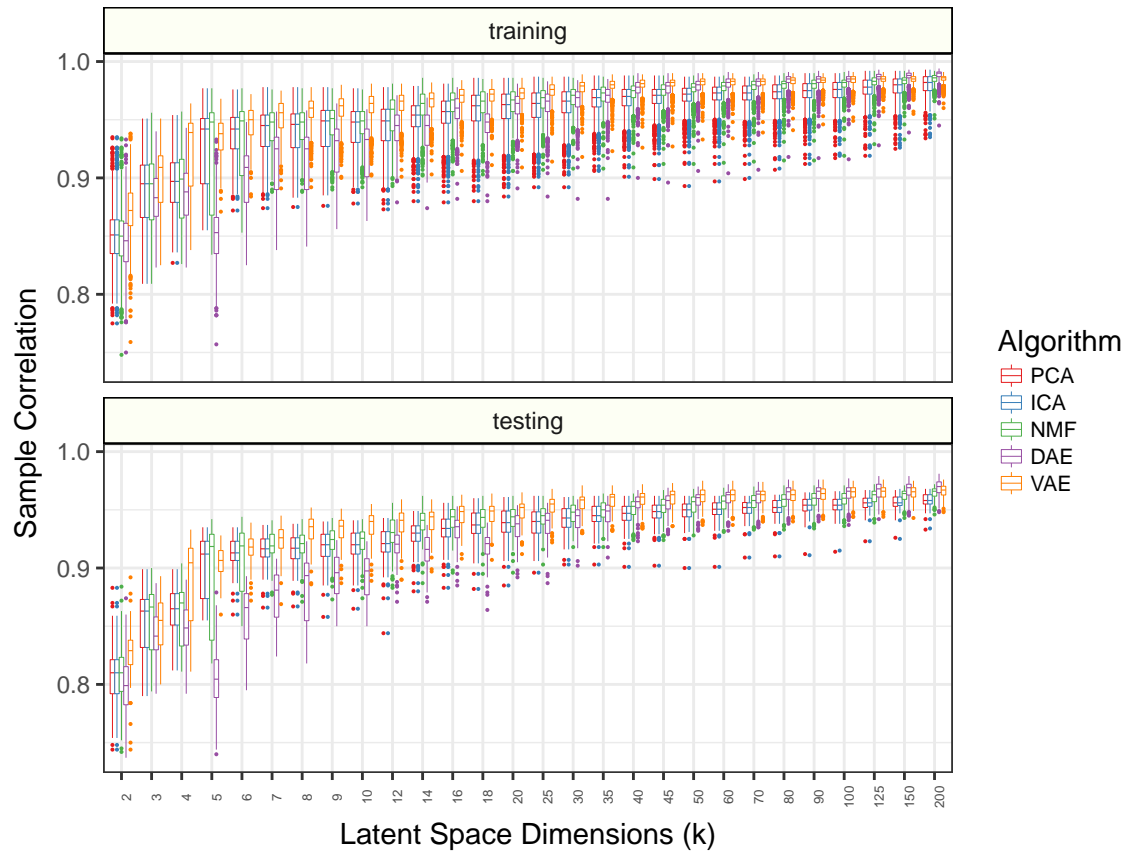 training
1.0
0.9
0.8
testing
1.0
0.9
0.8
Sample Correlation
2 3 4 5 6 7 8 9 10 12 14 16 18 20 25 30 35 40 45 50 60 70 80 90 100 125 150 200
Latent Space Dimensions (k)
Algorithm
PCA
ICA
NMF
DAE
VAE